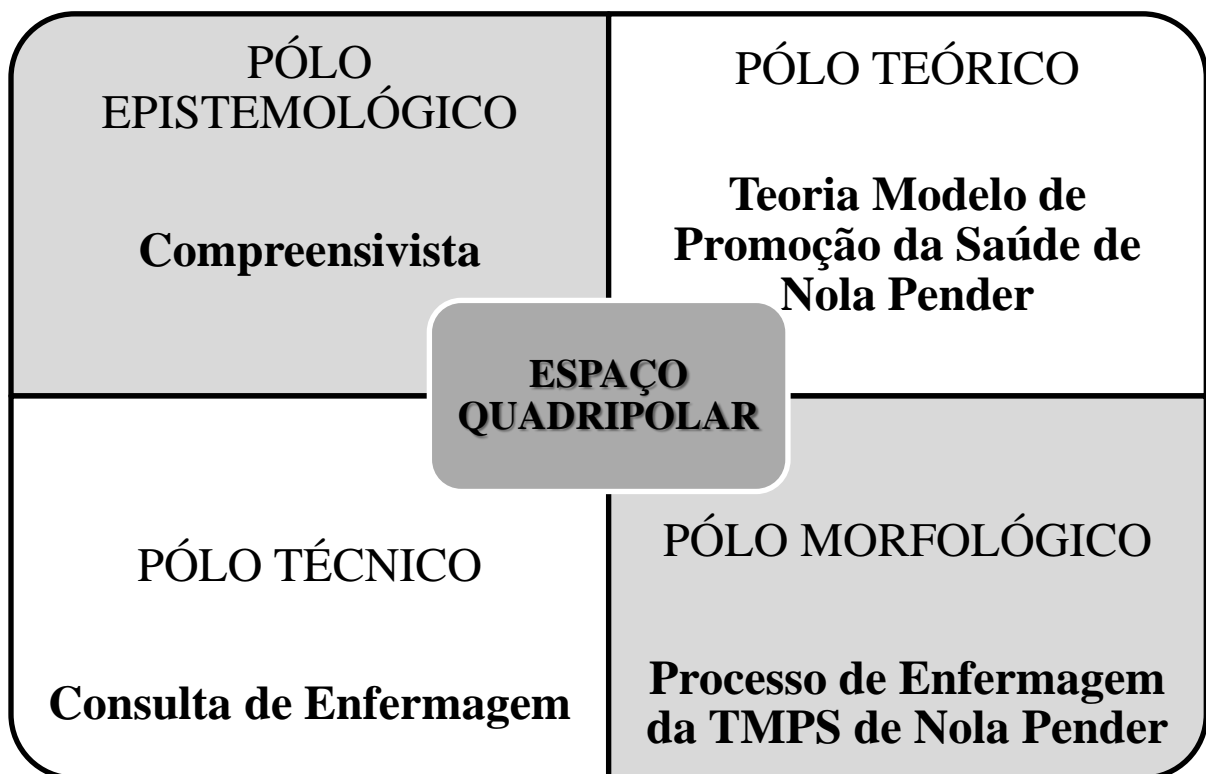 PÓLO
EPISTEMOLÓGICO
Compreensivista
PÓLO TEÓRICO
Teoria Modelo de
Promoção da Saúde de
Nola Pender
ESPAÇO
QUADRIPOLAR
PÓLO TÉCNICO
Consulta de Enfermagem
PÓLO MORFOLÓGICO
Processo de Enfermagem
da TMPS de Nola Pender